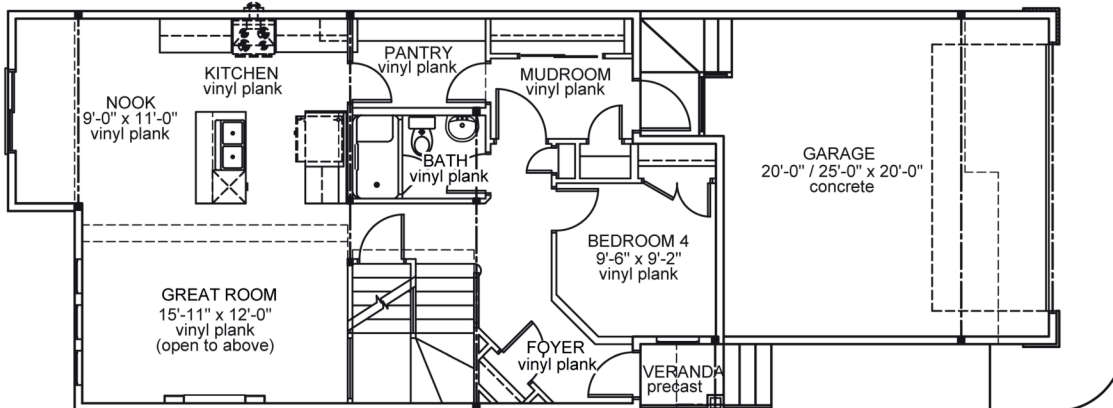 PANTRY
vinyl plank
KITCHEN
vinyl plank
MUDROOM
vinyl plank
NOOK
9'-0" x 11'-0"
vinyl plank
BATH
vinyl plank
GARAGE
20'-0" / 25'-0" x 20'-0"
concrete
BEDROOM 4
9'-6" x 9'-2"
vinyl plank
GREAT ROOM
15'-11" x 12'-0"
vinyl plank
(open to above)
FOYER
vinyl plank
VERANDA
precast